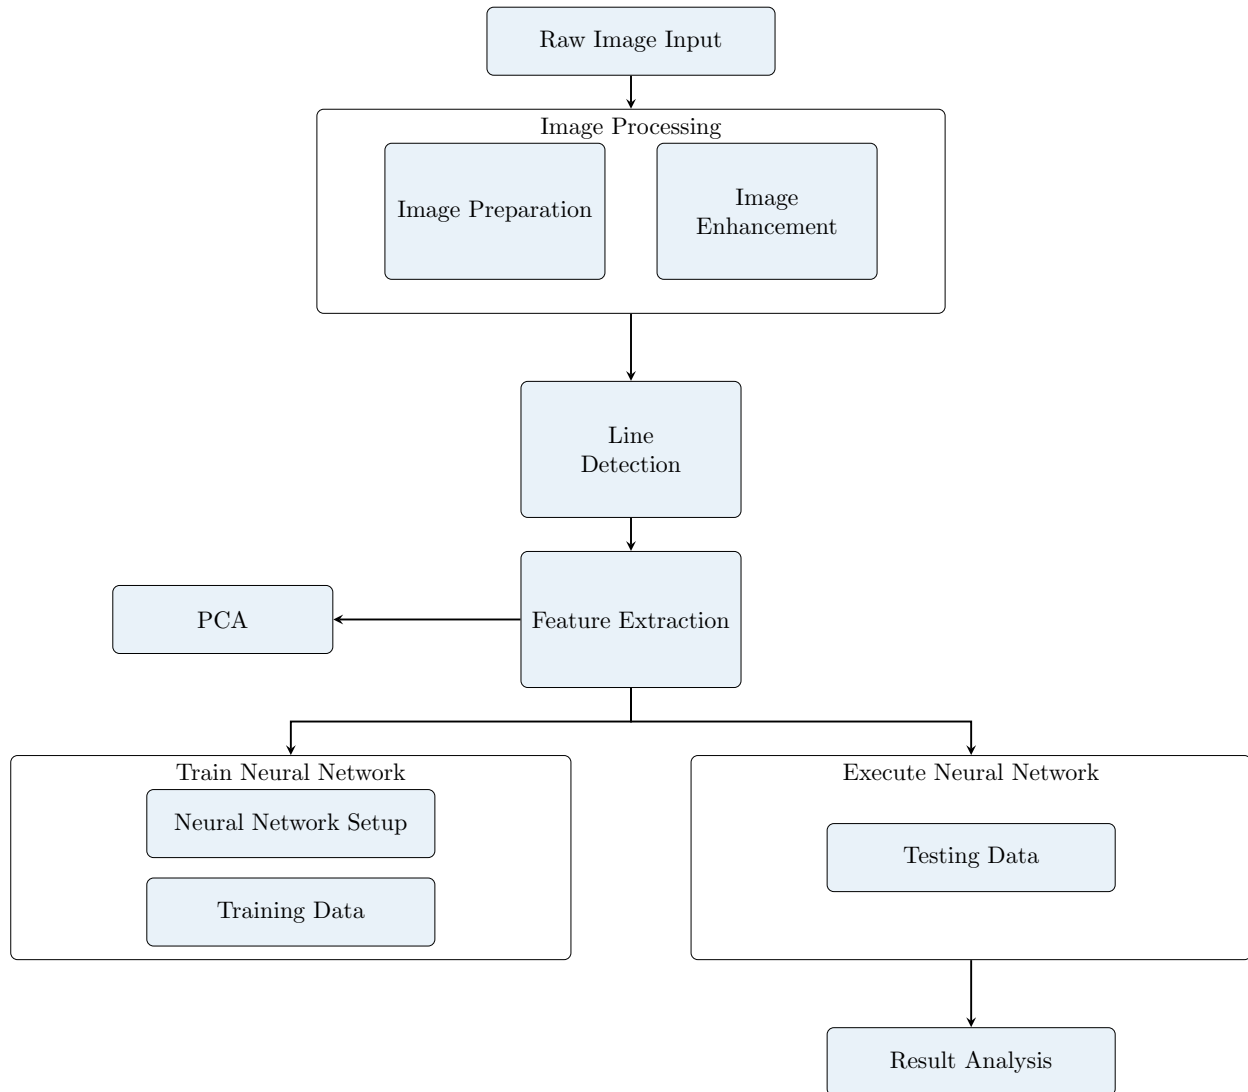 Raw Image Input
Image Processing
Image Preparation
Image
Enhancement
Line
Detection
PCA
Feature Extraction
Train Neural Network
Neural Network Setup
Training Data
Execute Neural Network
Testing Data
Result Analysis